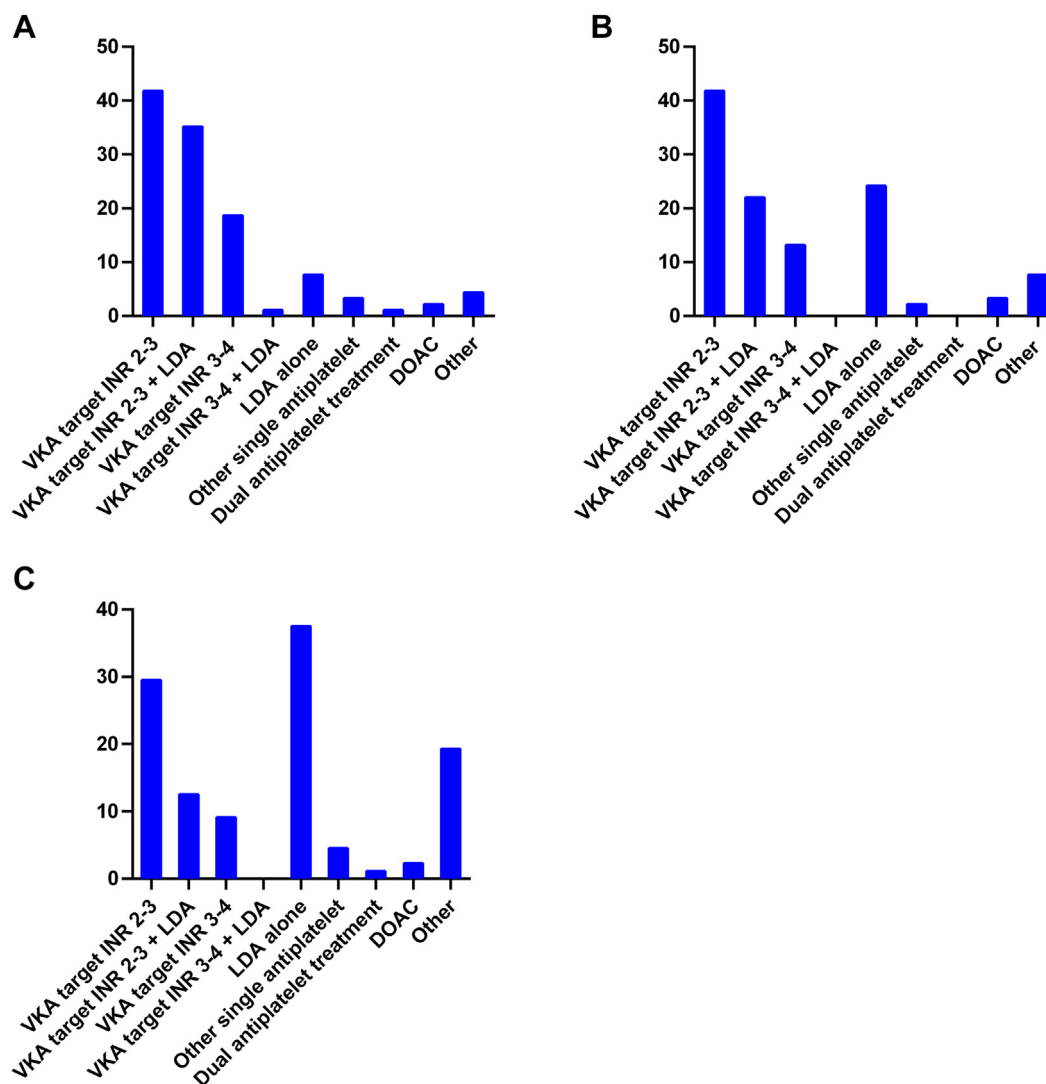 A
50
40
30
20
10
0
VKA target INR 2-3
VKA target INR 2-3 + LDA
VKA target INR 3-4
VKA target INR 3-4 + LDA
LDA alone
Other single antiplatelet
Dual antiplatelet treatment
DOAC
Other
B
50
40
30
20
10
0
VKA target INR 2-3
VKA target INR 2-3 + LDA
VKA target INR 3-4
VKA target INR 3-4 + LDA
LDA alone
Other single antiplatelet
Dual antiplatelet treatment
DOAC
Other
C
40
30
20
10
0
VKA target INR 2-3
VKA target INR 2-3 + LDA
VKA target INR 3-4
VKA target INR 3-4 + LDA
LDA alone
Other single antiplatelet
Dual antiplatelet treatment
DOAC
Other